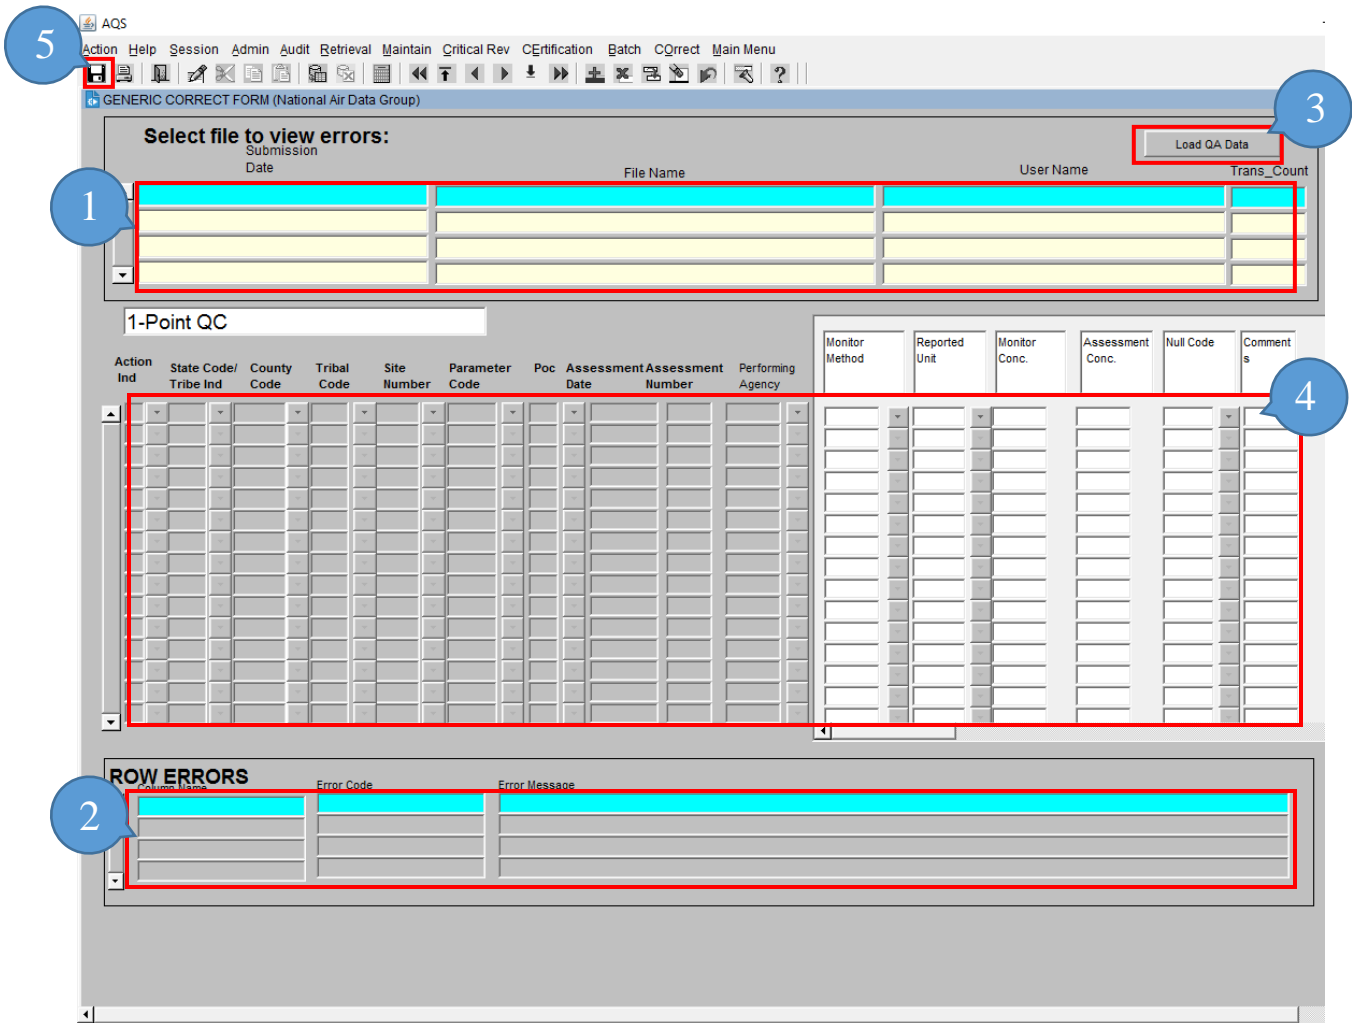 AQS
5
Action Help Session Admin Audit Retrieval Maintain Critical Rev CErtification Batch COrrect Main Menu
GENERIC CORRECT FORM (National Air Data Group)
3
Select file to view errors:
Load QA Data
Submission
Date
File Name
User Name
Trans_Count
1
1-Point QC
Action
Ind
State Code/
Tribe Ind
County
Code
Tribal
Code
Site
Number
Parameter
Code
Poc
Assessment
Date
Assessment
Number
Performing
Agency
Monitor
Method
Reported
Unit
Monitor
Conc.
Assessment
Conc.
Null Code
Comment
s
4
ROW ERRORS
Column Name
Error Code
Error Message
2